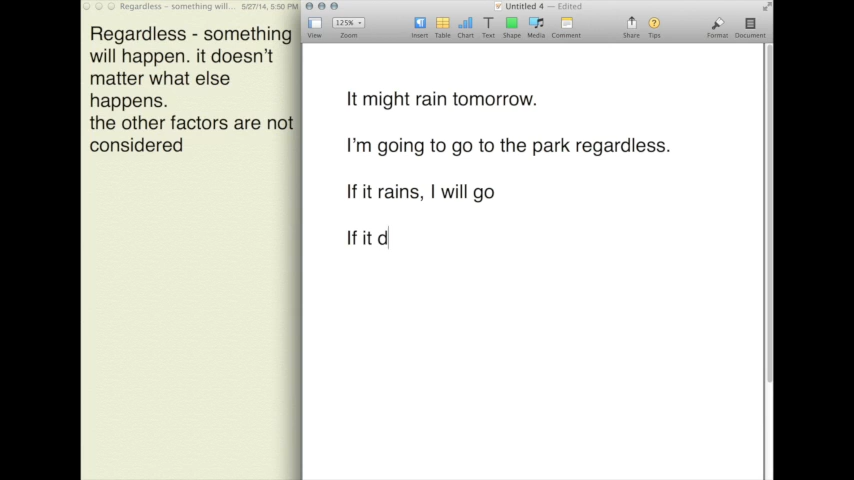 Regardless – something will... 5/27/14, 5:50 PM
Regardless - something
will happen. it doesn't
matter what else
happens.
the other factors are not
considered
Untitled 4 — Edited
125%
View Zoom Insert Table Chart Text Shape Media Comment Share Tips Format Document
It might rain tomorrow.
I'm going to go to the park regardless.
If it rains, I will go
If it d